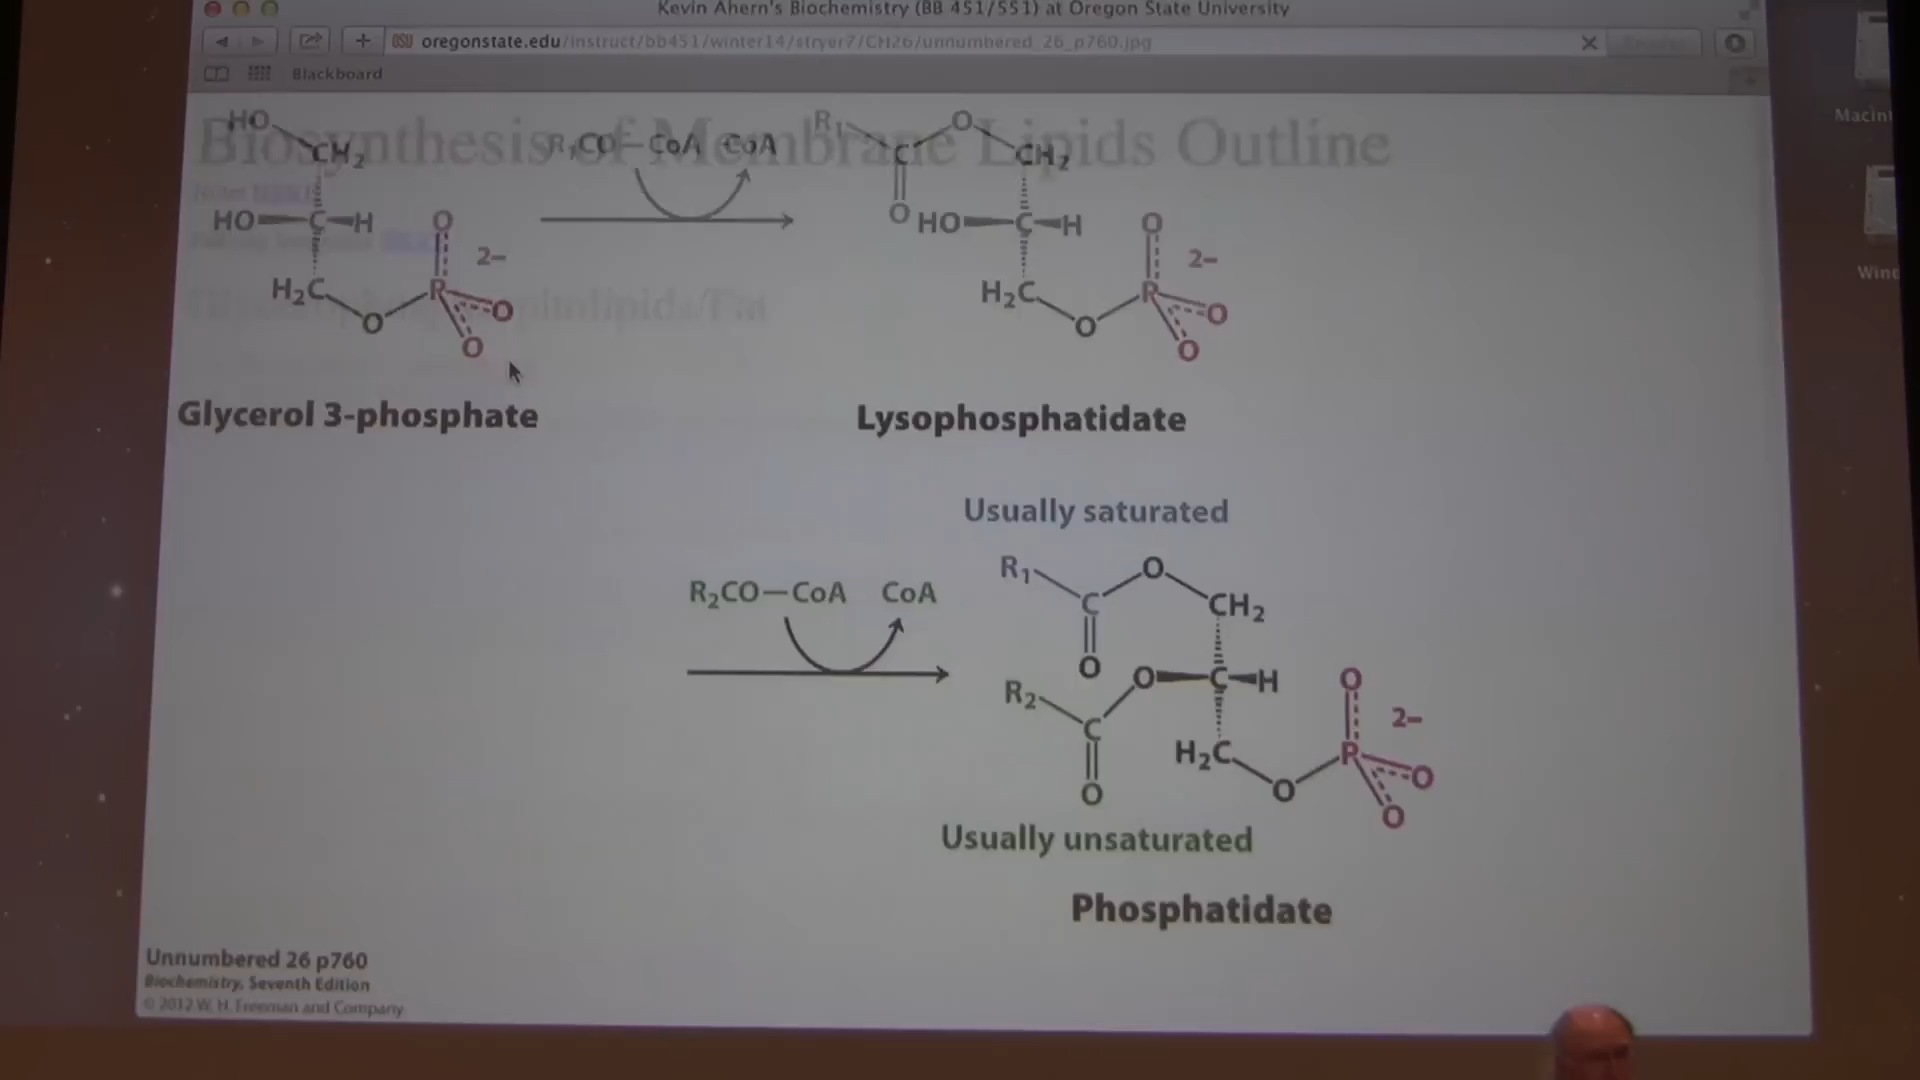 Kevin Ahern's Biochemistry (BB 451/551) at Oregon State University
oregonstate.edu/instruct/bb451/winter14/stryer7/CH26/unnumbered_26_p760.jpg
Blackboard
Macint
Wind
Biosynthesis of Membrane Lipids Outline
HO
CH2
R1CO—CoA CoA
R1
O
C
CH2
HO C H
O
2–
O
HO C H
O
2–
H2C
P
O
O
O
H2C
P
O
O
O
Glycerol 3-phosphate
Lysophosphatidate
Usually saturated
R2CO—CoA CoA
R1
O
C
CH2
O
O C H
O
R2
C
2–
H2C
P
O
O
O
O
Usually unsaturated
Phosphatidate
Unnumbered 26 p760
Biochemistry, Seventh Edition
© 2012 W. H. Freeman and Company